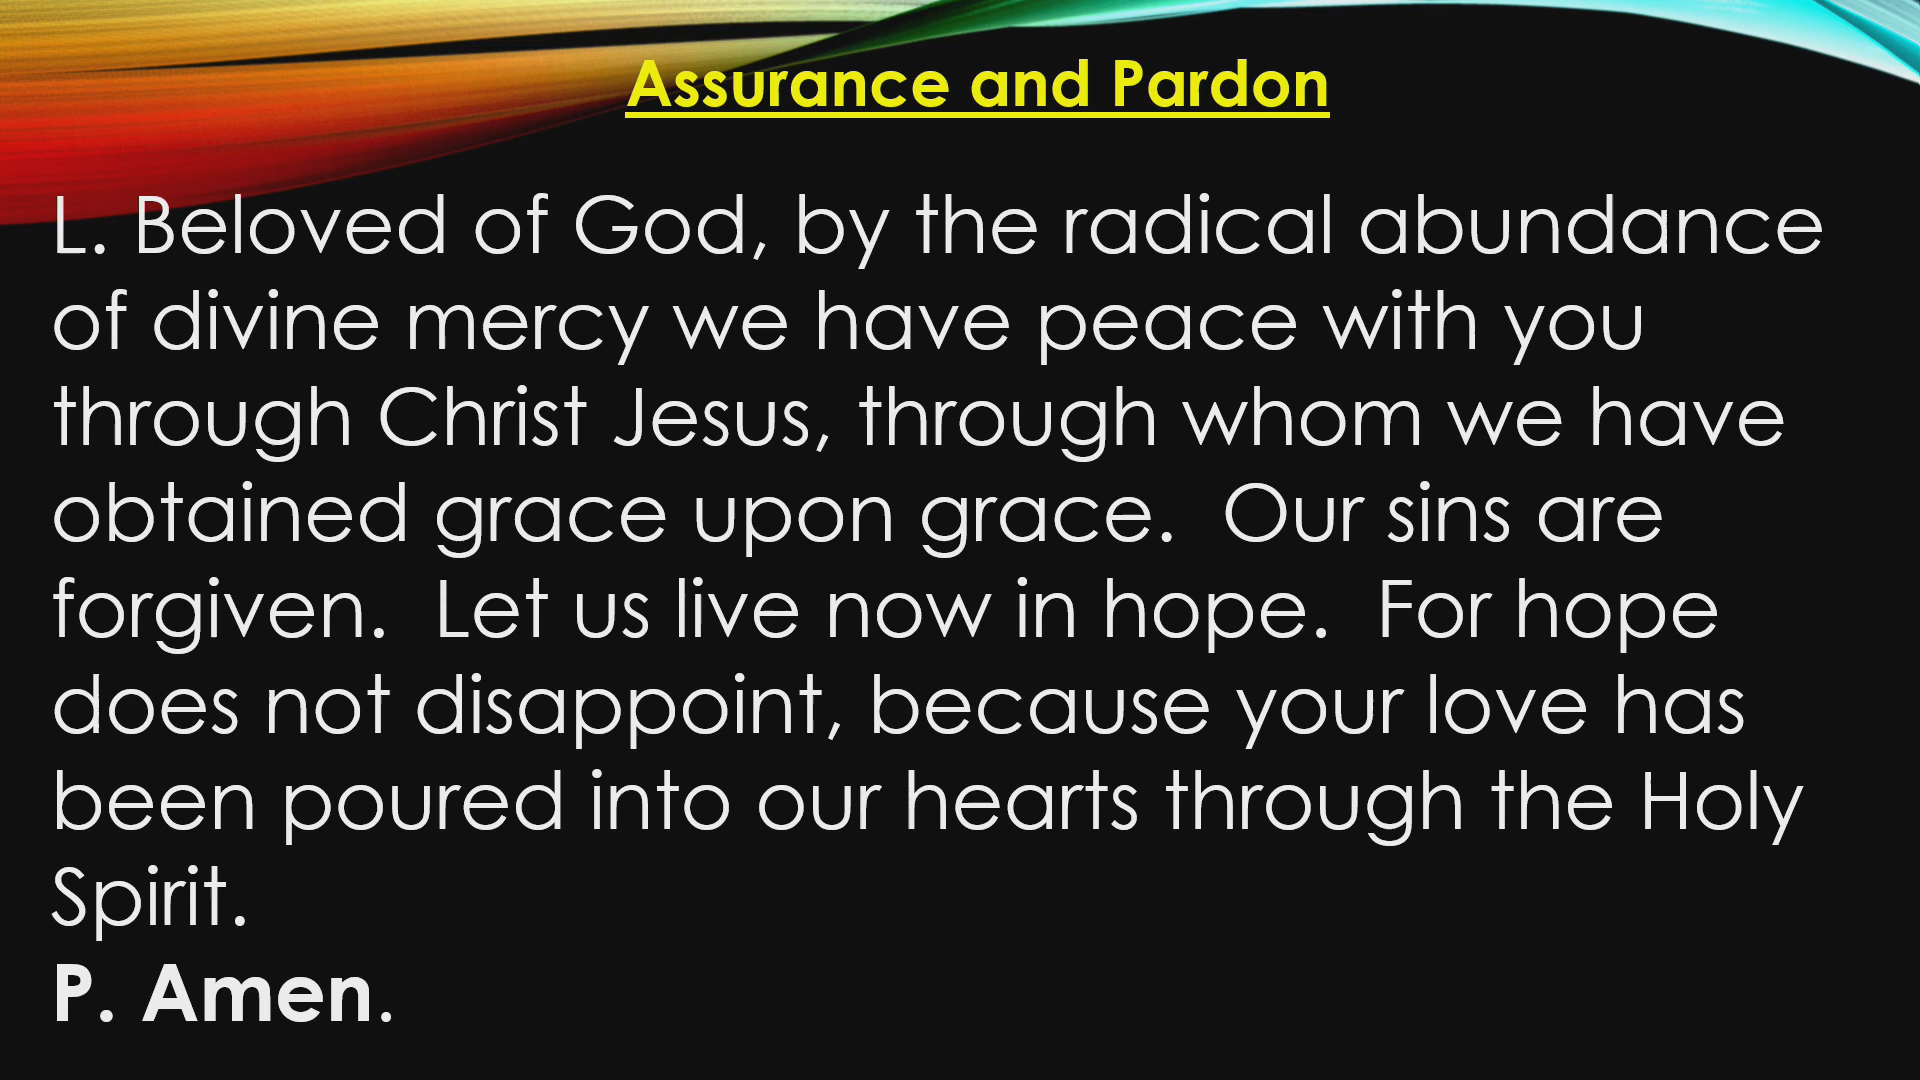 Assurance and Pardon
L. Beloved of God, by the radical abundance
of divine mercy we have peace with you
through Christ Jesus, through whom we have
obtained grace upon grace.  Our sins are
forgiven.  Let us live now in hope.  For hope
does not disappoint, because your love has
been poured into our hearts through the Holy
Spirit.
P. Amen.